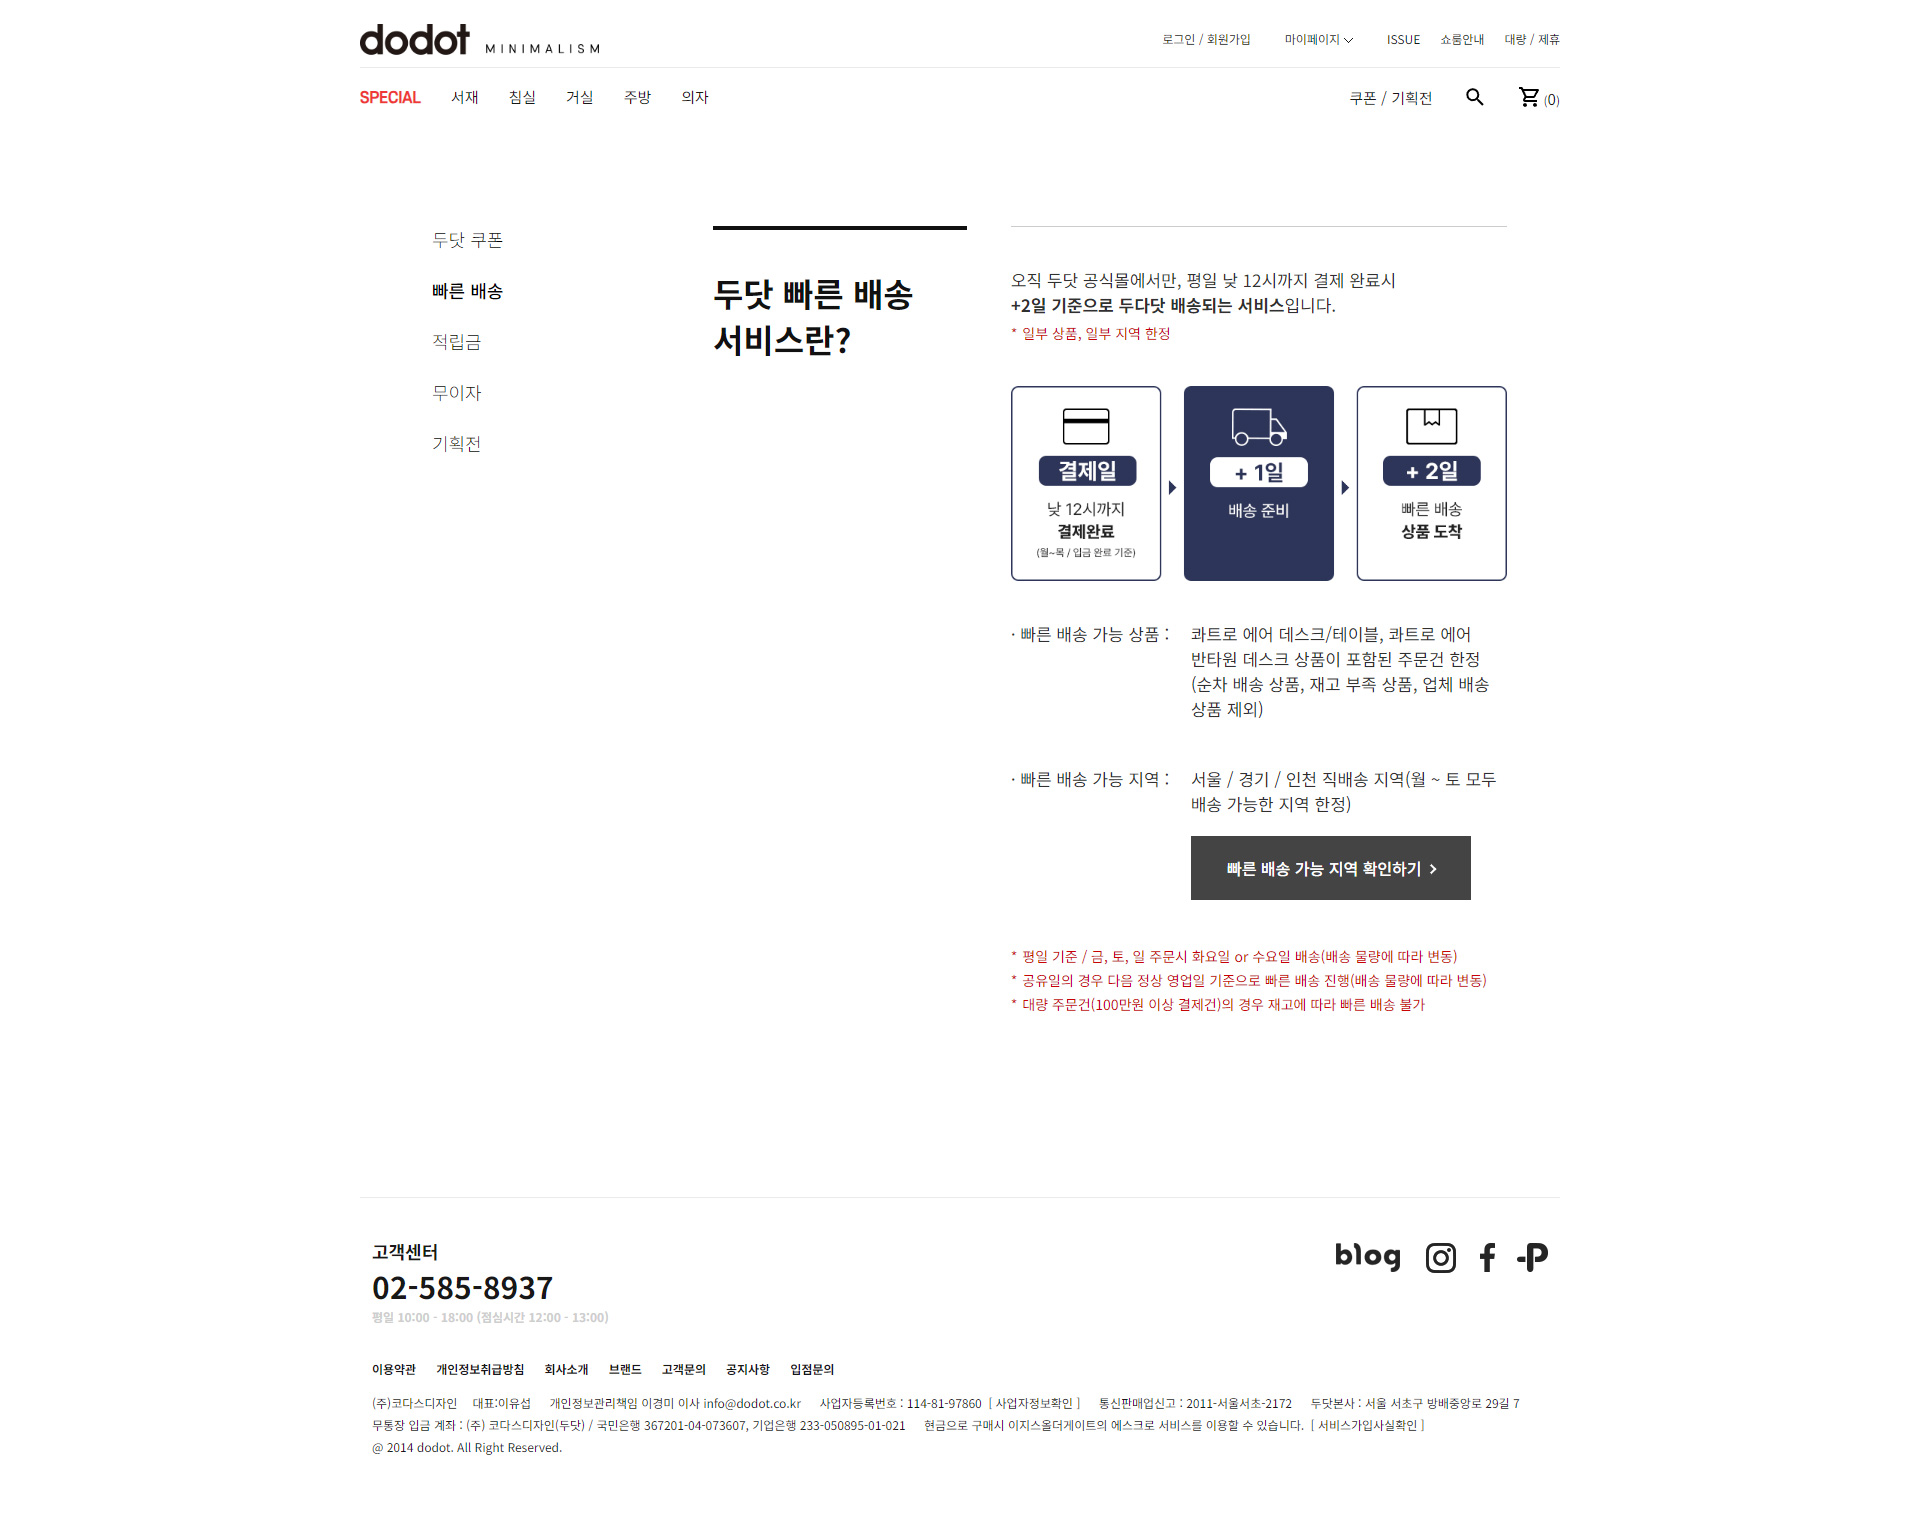 dodot MINIMALISM
로그인 / 회원가입 마이페이지 ISSUE 쇼룸안내 대량 / 제휴
SPECIAL 서재 침실 거실 주방 의자 쿠폰 / 기획전 (0)
두닷 쿠폰
빠른 배송
적립금
무이자
기획전
두닷 빠른 배송
서비스란?
오직 두닷 공식몰에서만, 평일 낮 12시까지 결제 완료시
+2일 기준으로 두다닷 배송되는 서비스입니다.
* 일부 상품, 일부 지역 한정
결제일
낮 12시까지
결제완료
(월~목 / 입금 완료 기준)
+ 1일
배송 준비
+ 2일
빠른 배송
상품 도착
· 빠른 배송 가능 상품 : 콰트로 에어 데스크/테이블, 콰트로 에어
반타원 데스크 상품이 포함된 주문건 한정
(순차 배송 상품, 재고 부족 상품, 업체 배송
상품 제외)
· 빠른 배송 가능 지역 : 서울 / 경기 / 인천 직배송 지역(월 ~ 토 모두
배송 가능한 지역 한정)
빠른 배송 가능 지역 확인하기
* 평일 기준 / 금, 토, 일 주문시 화요일 or 수요일 배송(배송 물량에 따라 변동)
* 공유일의 경우 다음 정상 영업일 기준으로 빠른 배송 진행(배송 물량에 따라 변동)
* 대량 주문건(100만원 이상 결제건)의 경우 재고에 따라 빠른 배송 불가
고객센터
02-585-8937
평일 10:00 - 18:00 (점심시간 12:00 - 13:00)
blog
이용약관 개인정보취급방침 회사소개 브랜드 고객문의 공지사항 입점문의
(주)코다스디자인 대표:이유섭 개인정보관리책임 이경미 이사 info@dodot.co.kr 사업자등록번호 : 114-81-97860 [ 사업자정보확인 ] 통신판매업신고 : 2011-서울서초-2172 두닷본사 : 서울 서초구 방배중앙로 29길 7
무통장 입금 계좌 : (주) 코다스디자인(두닷) / 국민은행 367201-04-073607, 기업은행 233-050895-01-021 현금으로 구매시 이지스올더게이트의 에스크로 서비스를 이용할 수 있습니다. [ 서비스가입사실확인 ]
@ 2014 dodot. All Right Reserved.